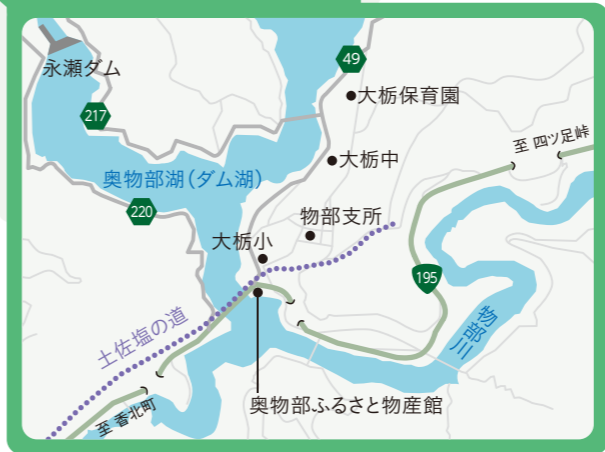 永瀬ダム
49
大栃保育園
217
大栃中
至 四ツ足峠
奥物部湖（ダム湖）
220
物部支所
大栃小
195
物部川
土佐塩の道
奥物部ふるさと物産館
至 香北町